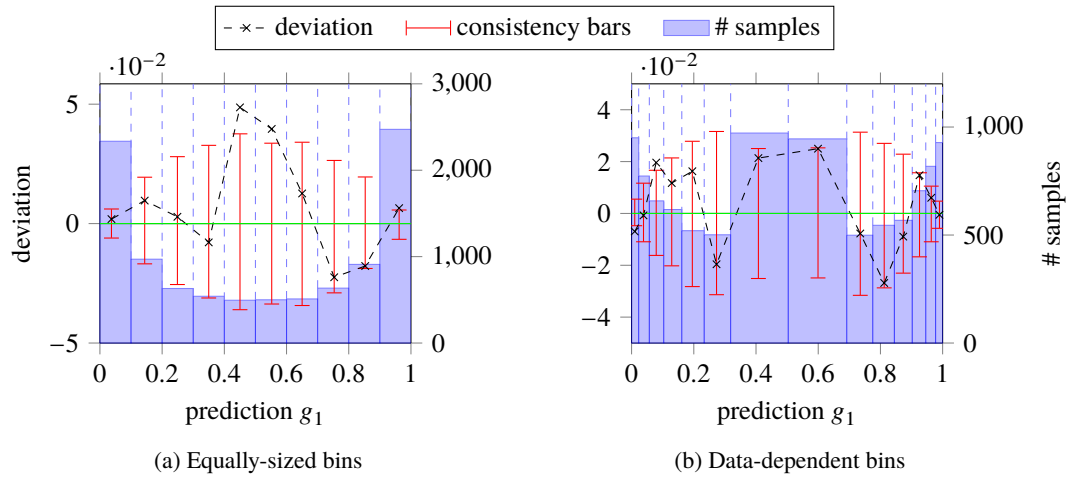 deviation consistency bars # samples
·10⁻² ·10⁻²
5
0
−5
deviation
3,000
2,000
1,000
0
0 0.2 0.4 0.6 0.8 1
prediction g₁
(a) Equally-sized bins
4
2
0
−2
−4
1,000
500
0
# samples
0 0.2 0.4 0.6 0.8 1
prediction g₁
(b) Data-dependent bins